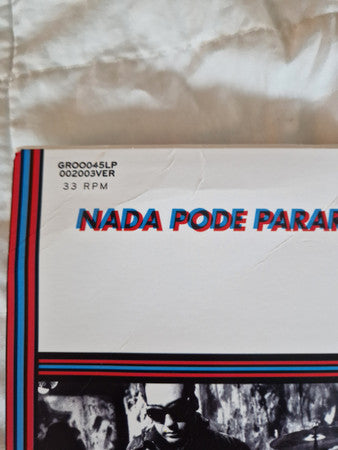 GROO045LP
002003VER
33 RPM
NADA PODE PARAR